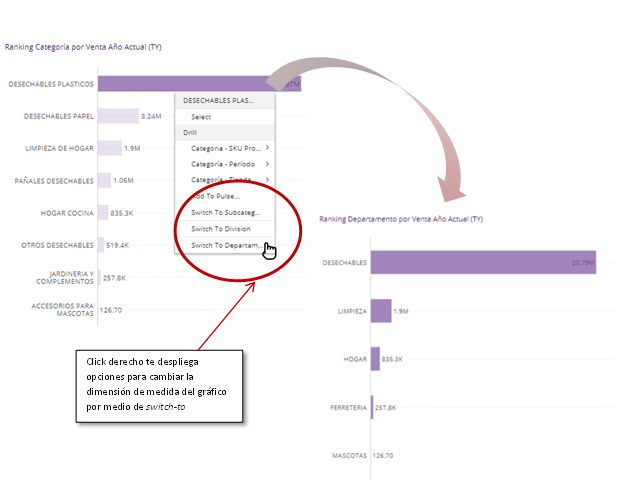 Ranking Categoría por Venta Año Actual (TY)
DESECHABLES PLASTICOS
DESECHABLES PAPEL
3.24M
LIMPIEZA DE HOGAR
1.9M
PAÑALES DESECHABLES
1.06M
HOGAR COCINA
835.3K
OTROS DESECHABLES
519.4K
JARDINERIA Y
COMPLEMENTOS
257.8K
ACCESORIOS PARA
MASCOTAS
126.70
DESECHABLES PLAS...
Select
Drill
Categoría - SKU Pro...
Categoría - Período
Categoría - Tienda
Add To Pulse...
Switch To Subcateg...
Switch To Division
Switch To Departam...
Click derecho te despliega
opciones para cambiar la
dimensión de medida del gráfico
por medio de switch-to
Ranking Departamento por Venta Año Actual (TY)
DESECHABLES
20.79M
LIMPIEZA
1.9M
HOGAR
835.3K
FERRETERIA
257.8K
MASCOTAS
126.70